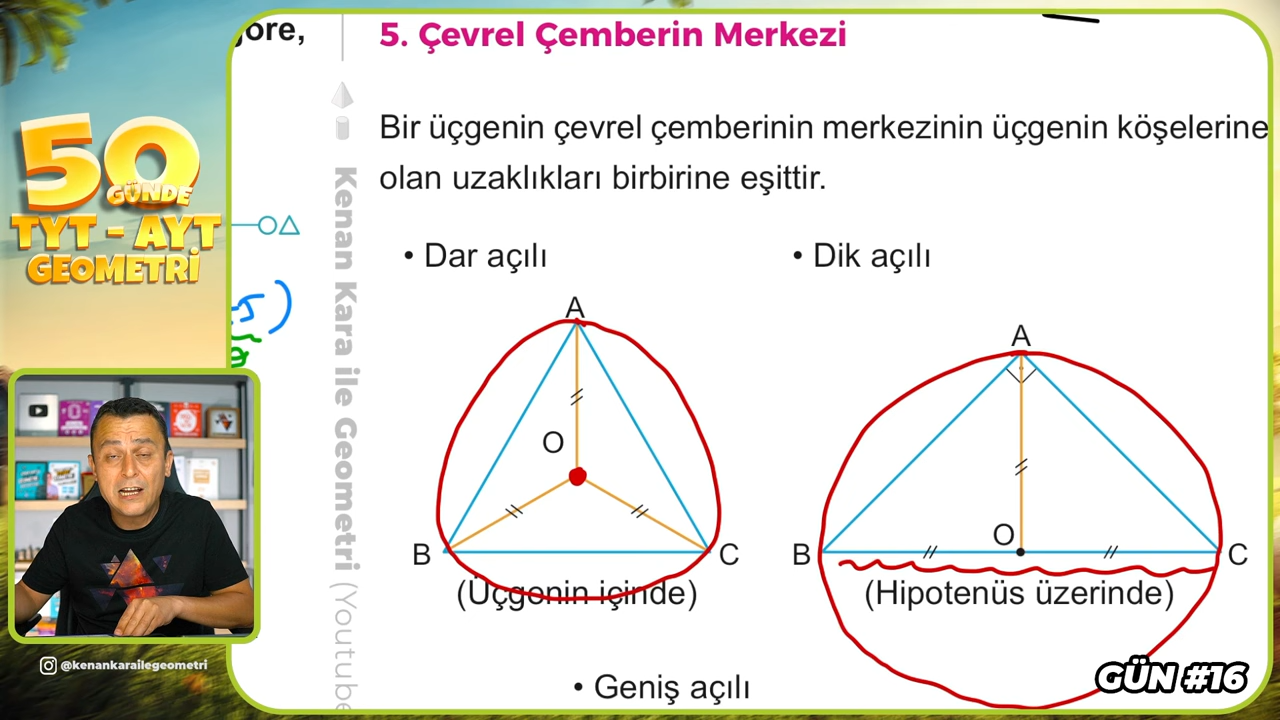 öre,
5. Çevrel Çemberin Merkezi
Bir üçgenin çevrel çemberinin merkezinin üçgenin köşelerine
olan uzaklıkları birbirine eşittir.
• Dar açılı
• Dik açılı
A
O
B
C
(Üçgenin içinde)
A
O
B
C
(Hipotenüs üzerinde)
• Geniş açılı
Kenan Kara ile Geometri (Youtube
50
GÜNDE
TYT - AYT
GEOMETRİ
@kenankarailegeometri
GÜN #16